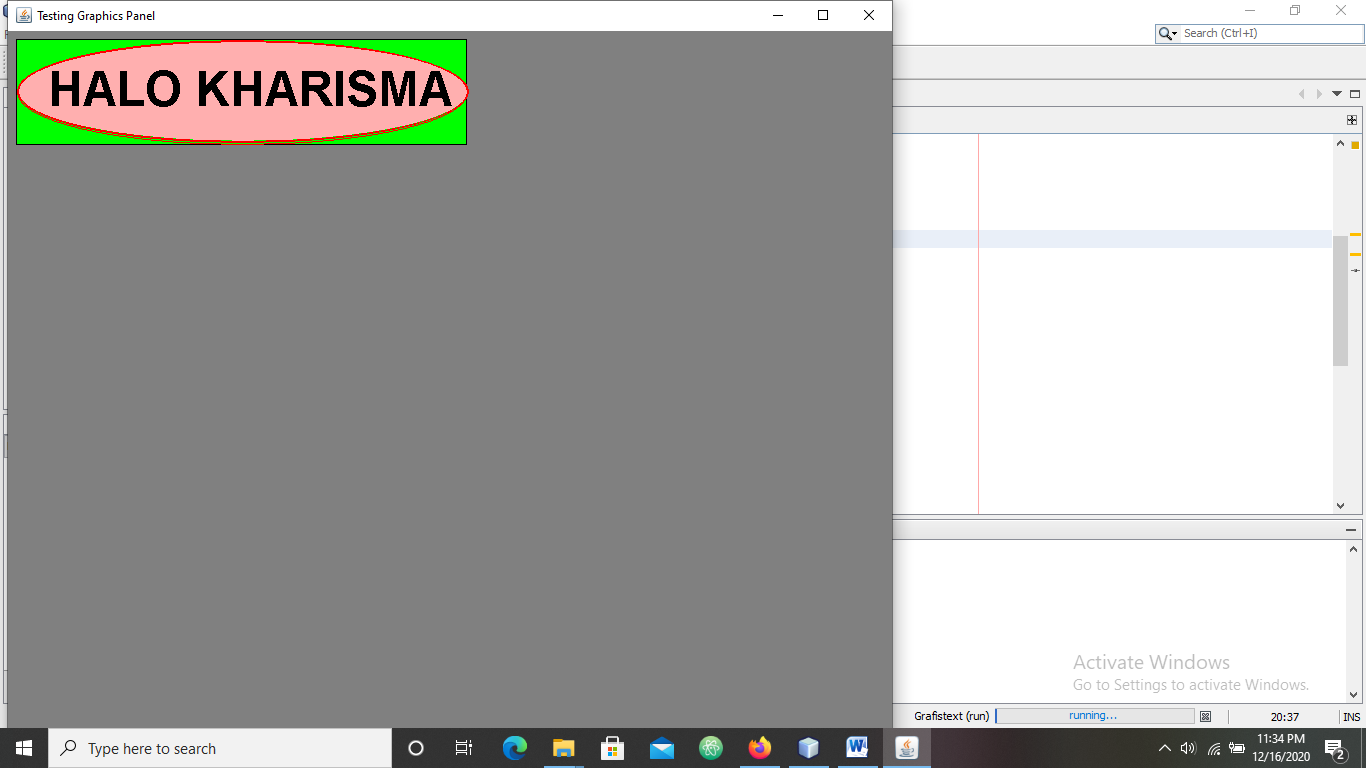 Testing Graphics Panel
Search (Ctrl+I)
HALO KHARISMA
Activate Windows
Go to Settings to activate Windows.
Grafistext (run)
running...
20:37
INS
Type here to search
11:34 PM
12/16/2020
2